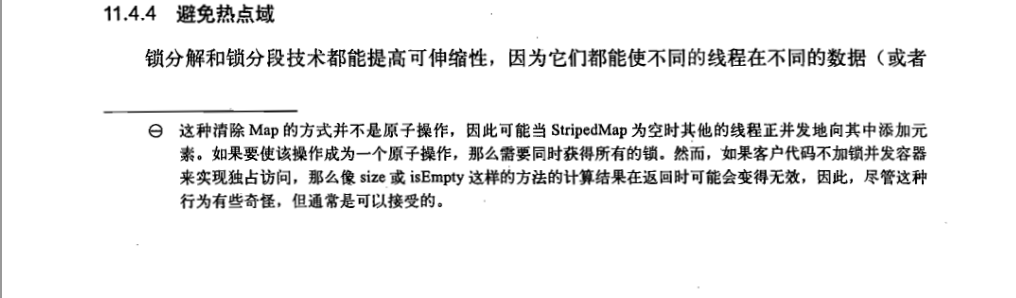 11.4.4 避免热点域
锁分解和锁分段技术都能提高可伸缩性，因为它们都能使不同的线程在不同的数据（或者
㊀ 这种清除 Map 的方式并不是原子操作，因此可能当 StripedMap 为空时其他的线程正并发地向其中添加元
素。如果要使该操作成为一个原子操作，那么需要同时获得所有的锁。然而，如果客户代码不加锁并发容器
来实现独占访问，那么像 size 或 isEmpty 这样的方法的计算结果在返回时可能会变得无效，因此，尽管这种
行为有些奇怪，但通常是可以接受的。